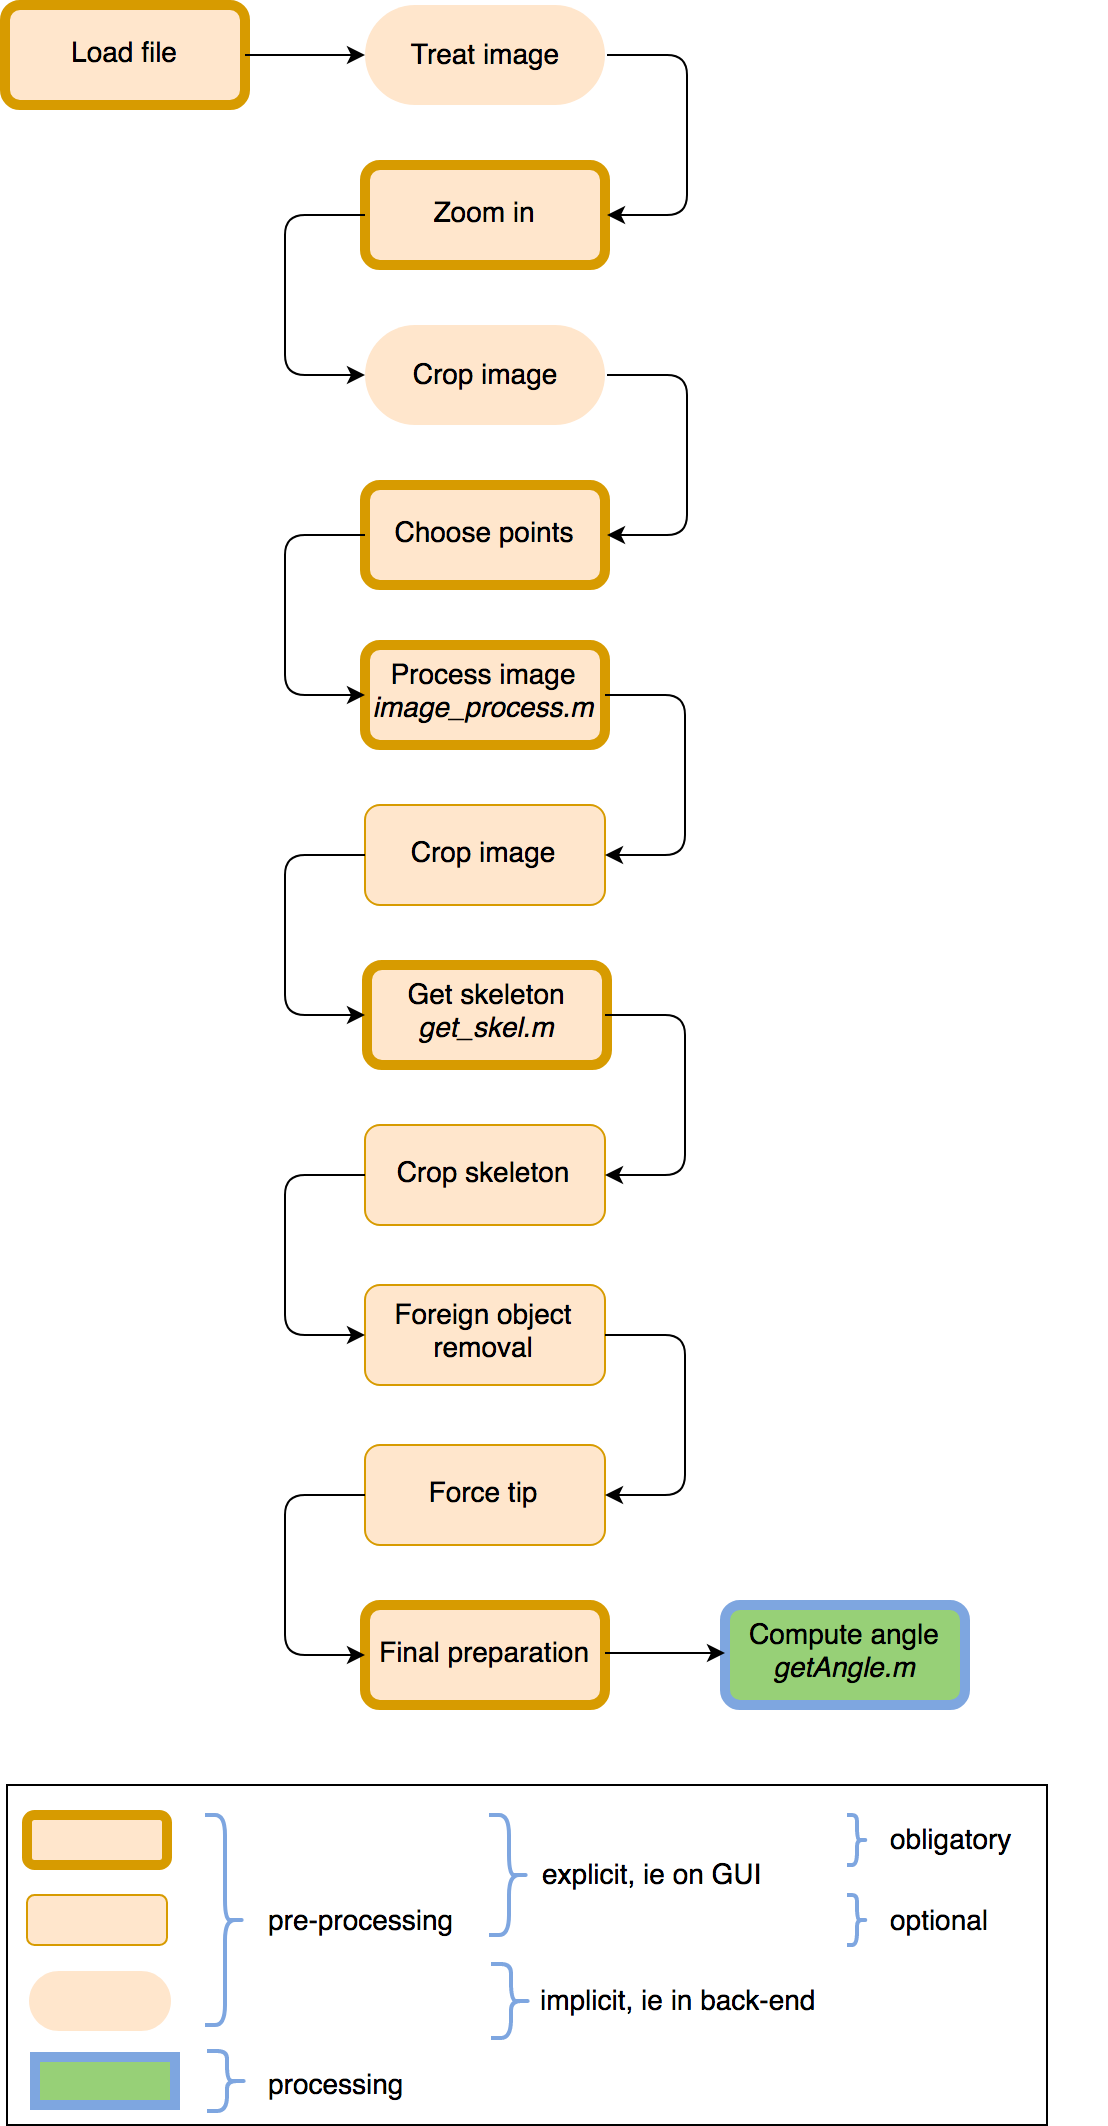 Load file
Treat image
Zoom in
Crop image
Choose points
Process image
image_process.m
Crop image
Get skeleton
get_skel.m
Crop skeleton
Foreign object
removal
Force tip
Final preparation
Compute angle
getAngle.m
obligatory
explicit, ie on GUI
pre-processing
optional
implicit, ie in back-end
processing